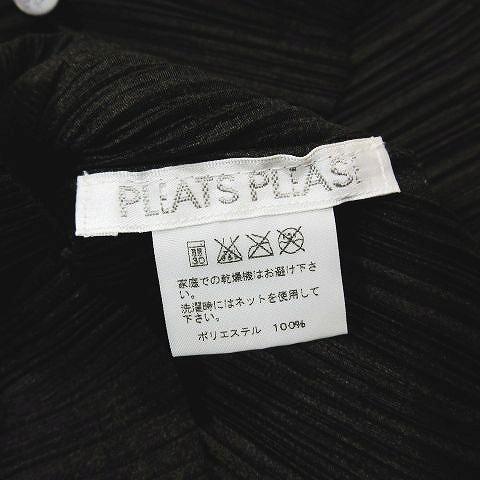 PLEATS PLEASE
家庭での乾燥機はお避け下さ
い。
洗濯時にはネットを使用して
下さい。
ポリエステル 100%